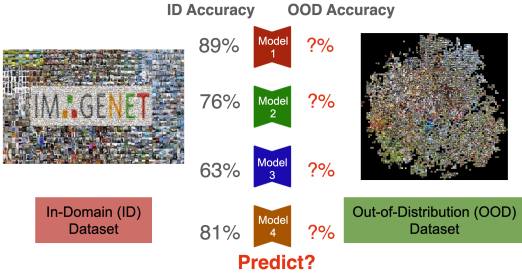 ID Accuracy OOD Accuracy
89% Model 1 ?%
IMAGENET
76% Model 2 ?%
63% Model 3 ?%
In-Domain (ID)
Dataset
81% Model 4 ?%
Out-of-Distribution (OOD)
Dataset
Predict?